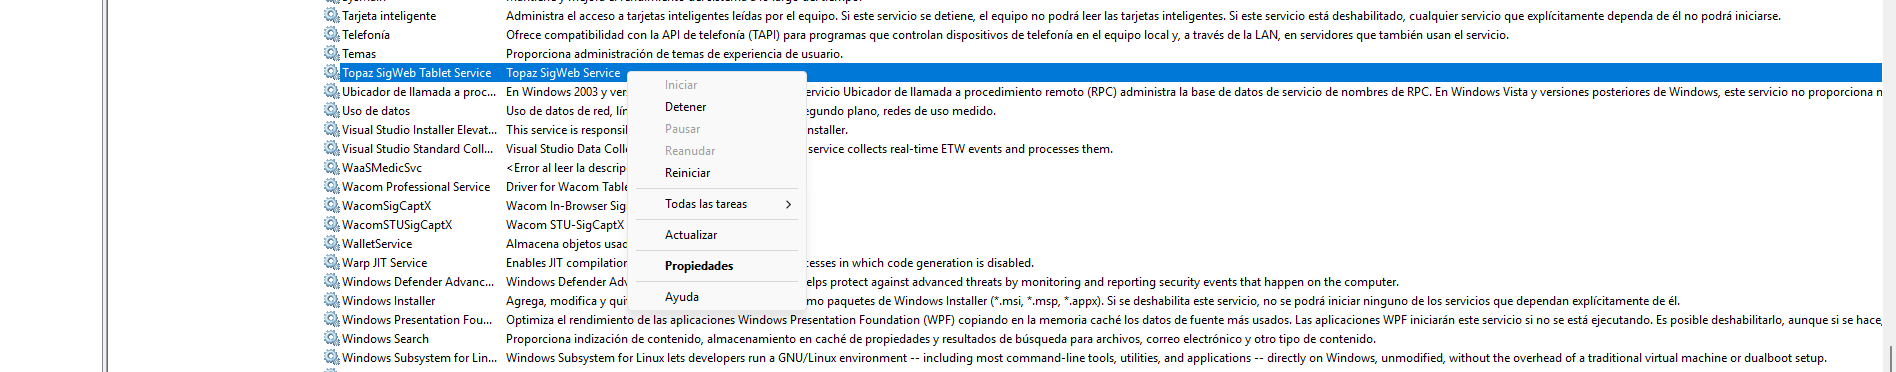 Tarjeta inteligente Administra el acceso a tarjetas inteligentes leídas por el equipo. Si este servicio se detiene, el equipo no podrá leer las tarjetas inteligentes. Si este servicio está deshabilitado, cualquier servicio que explícitamente dependa de él no podrá iniciarse.
Telefonía Ofrece compatibilidad con la API de telefonía (TAPI) para programas que controlan dispositivos de telefonía en el equipo local y, a través de la LAN, en servidores que también usan el servicio.
Temas Proporciona administración de temas de experiencia de usuario.
Topaz SigWeb Tablet Service Topaz SigWeb Service
Ubicador de llamada a proc... En Windows 2003 y ver ervicio Ubicador de llamada a procedimiento remoto (RPC) administra la base de datos de servicio de nombres de RPC. En Windows Vista y versiones posteriores de Windows, este servicio no proporciona
Uso de datos Uso de datos de red, egundo plano, redes de uso medido.
Visual Studio Installer Elevat... This service is responsi nstaller.
Visual Studio Standard Coll... Visual Studio Data Coll service collects real-time ETW events and processes them.
WaaSMedicSvc <Error al leer la descrip
Wacom Professional Service Driver for Wacom Table
WacomSigCaptX Wacom In-Browser Sig
WacomSTUSigCaptX Wacom STU-SigCaptX
WalletService Almacena objetos usad
Warp JIT Service Enables JIT compilation esses in which code generation is disabled.
Windows Defender Advanc... Windows Defender Adv elps protect against advanced threats by monitoring and reporting security events that happen on the computer.
Windows Installer Agrega, modifica y qui mo paquetes de Windows Installer (*.msi, *.msp, *.appx). Si se deshabilita este servicio, no se podrá iniciar ninguno de los servicios que dependan explícitamente de él.
Windows Presentation Fou... Optimiza el rendimiento de las aplicaciones Windows Presentation Foundation (WPF) copiando en la memoria caché los datos de fuente más usados. Las aplicaciones WPF iniciarán este servicio si no se está ejecutando. Es posible deshabilitarlo, aunque si se hace,
Windows Search Proporciona indización de contenido, almacenamiento en caché de propiedades y resultados de búsqueda para archivos, correo electrónico y otro tipo de contenido.
Windows Subsystem for Lin... Windows Subsystem for Linux lets developers run a GNU/Linux environment -- including most command-line tools, utilities, and applications -- directly on Windows, unmodified, without the overhead of a traditional virtual machine or dualboot setup.
Iniciar
Detener
Pausar
Reanudar
Reiniciar
Todas las tareas
Actualizar
Propiedades
Ayuda